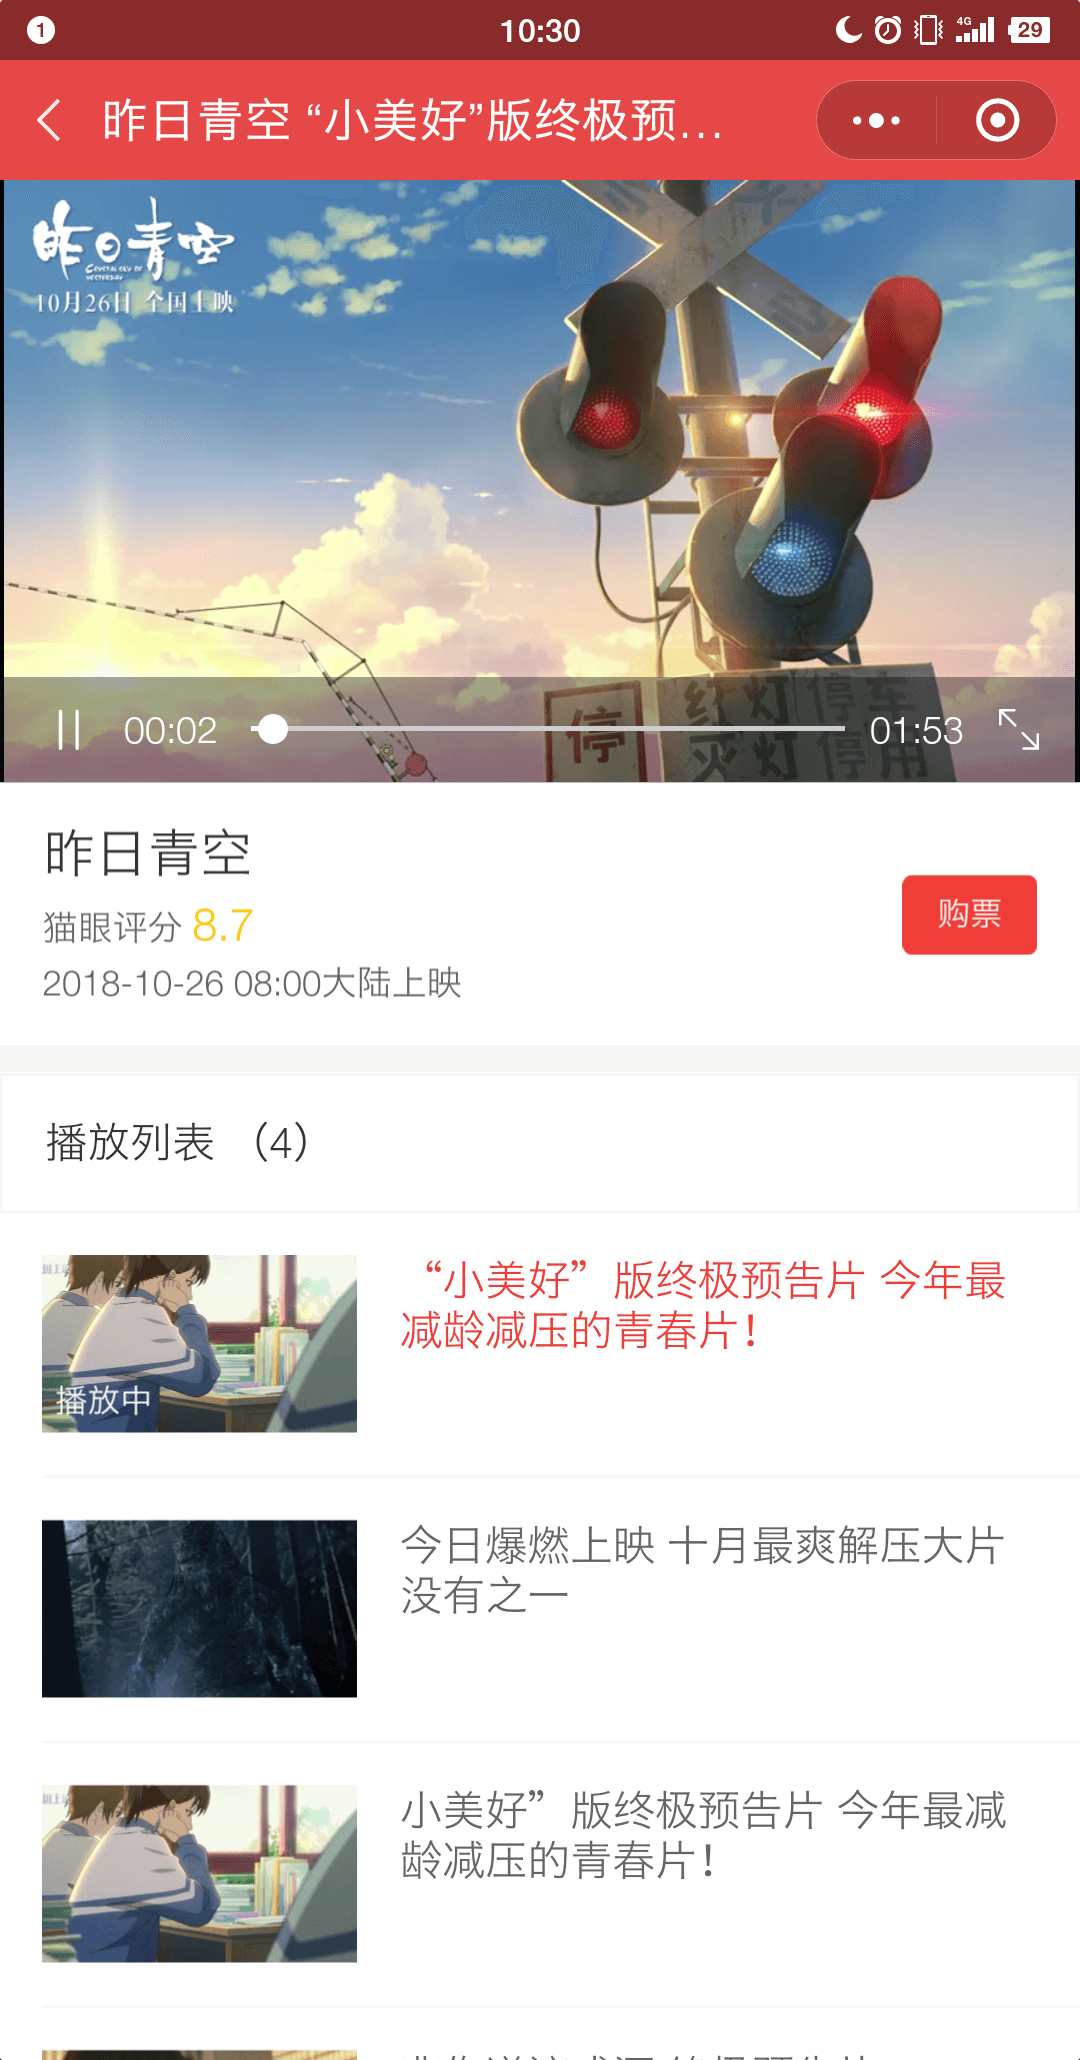 1
10:30
4G
29
昨日青空 “小美好”版终极预...
昨日青空
CRYSTAL SKY OF
YESTERDAY
10月26日 全国上映
停
红灯停车
灭灯停用
00:02
01:53
昨日青空
猫眼评分 8.7
购票
2018-10-26 08:00大陆上映
播放列表 （4）
“小美好”版终极预告片 今年最
减龄减压的青春片！
播放中
今日爆燃上映 十月最爽解压大片
没有之一
小美好”版终极预告片 今年最减
龄减压的青春片！